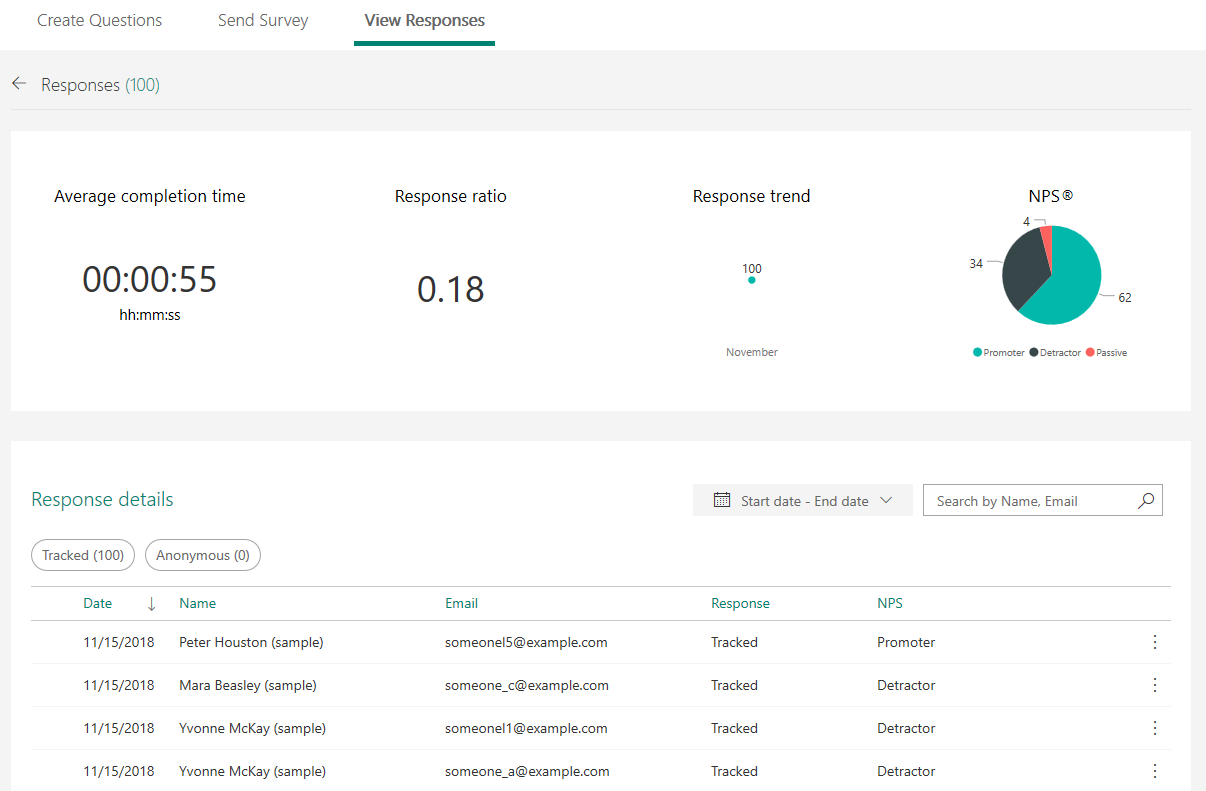 Create Questions Send Survey View Responses
Responses (100)
Average completion time Response ratio Response trend NPS®
4
34
62
100
00:00:55
0.18
hh:mm:ss
November
Promoter Detractor Passive
Response details
Start date - End date
Search by Name, Email
Tracked (100) Anonymous (0)
Date Name Email Response NPS
11/15/2018 Peter Houston (sample) someonel5@example.com Tracked Promoter
11/15/2018 Mara Beasley (sample) someone_c@example.com Tracked Detractor
11/15/2018 Yvonne McKay (sample) someonel1@example.com Tracked Detractor
11/15/2018 Yvonne McKay (sample) someone_a@example.com Tracked Detractor